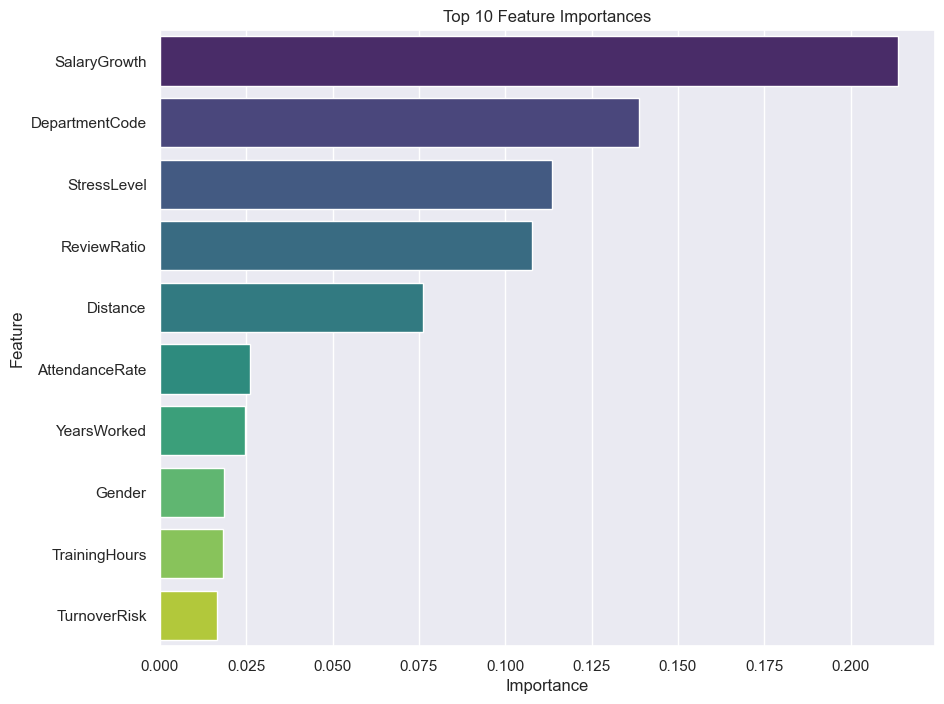 Top 10 Feature Importances
SalaryGrowth
DepartmentCode
StressLevel
ReviewRatio
Distance
AttendanceRate
YearsWorked
Gender
TrainingHours
TurnoverRisk
Feature
0.000 0.025 0.050 0.075 0.100 0.125 0.150 0.175 0.200
Importance